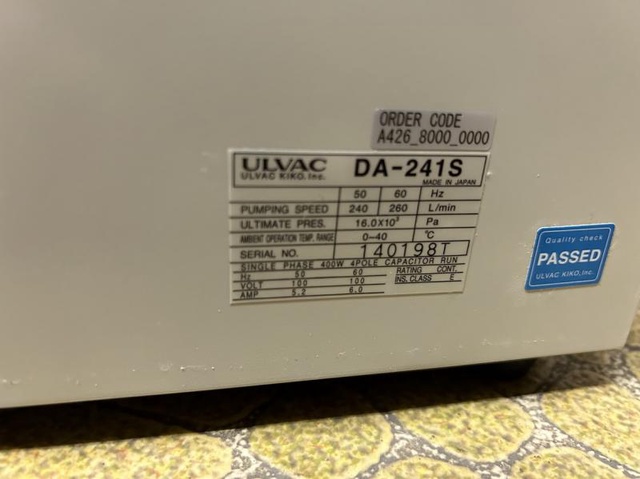 ORDER CODE
A426_8000_0000
ULVAC DA-241S
ULVAC KIKO, Inc. MADE IN JAPAN
50 60 Hz
PUMPING SPEED 240 260 L/min
ULTIMATE PRES. 16.0X10³ Pa
AMBIENT OPERATION TEMP. RANGE 0-40 °C
SERIAL NO. 140198T
SINGLE PHASE 400W 4POLE CAPACITOR RUN
Hz 50 60 RATING CONT.
VOLT 100 100 INS. CLASS E
AMP 5.2 6.0
Quality check
PASSED
ULVAC KIKO, Inc.